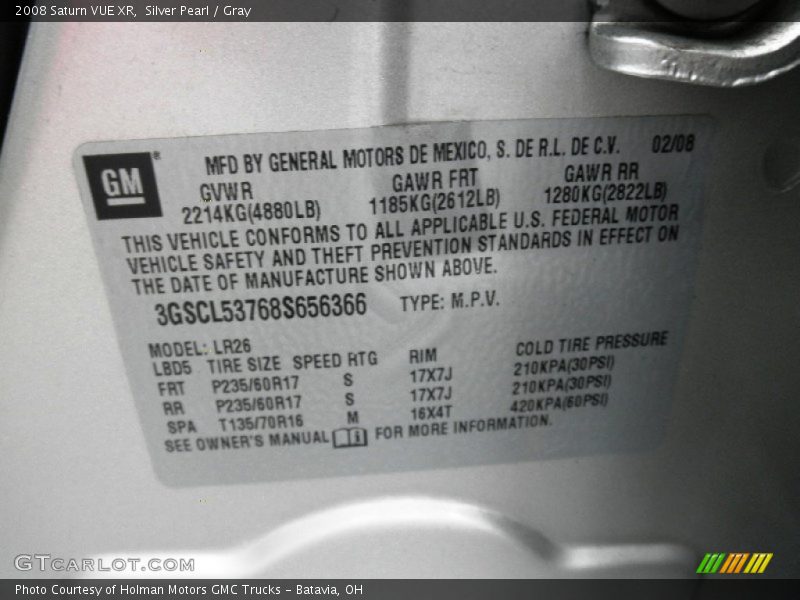 2008 Saturn VUE XR,  Silver Pearl / Gray
GM®
MFD BY GENERAL MOTORS DE MEXICO, S. DE R.L. DE C.V. 02/08
GVWR GAWR FRT GAWR RR
2214KG(4880LB) 1185KG(2612LB) 1280KG(2822LB)
THIS VEHICLE CONFORMS TO ALL APPLICABLE U.S. FEDERAL MOTOR
VEHICLE SAFETY AND THEFT PREVENTION STANDARDS IN EFFECT ON
THE DATE OF MANUFACTURE SHOWN ABOVE.
3GSCL53768S656366 TYPE: M.P.V.
MODEL: LR26
LBD5 TIRE SIZE SPEED RTG RIM COLD TIRE PRESSURE
FRT P235/60R17 S 17X7J 210KPA(30PSI)
RR P235/60R17 S 17X7J 210KPA(30PSI)
SPA T135/70R16 M 16X4T 420KPA(60PSI)
SEE OWNER'S MANUAL FOR MORE INFORMATION.
GTCARLOT.COM
Photo Courtesy of Holman Motors GMC Trucks - Batavia, OH